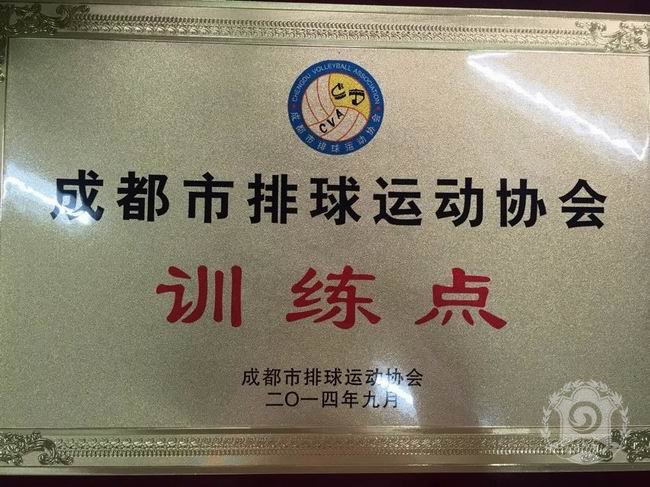 CHENGDU VOLLEYBALL ASSOCIATION
CVA
成都市排球运动协会
成都市排球运动协会
训练点
成都市排球运动协会
二〇一四年九月